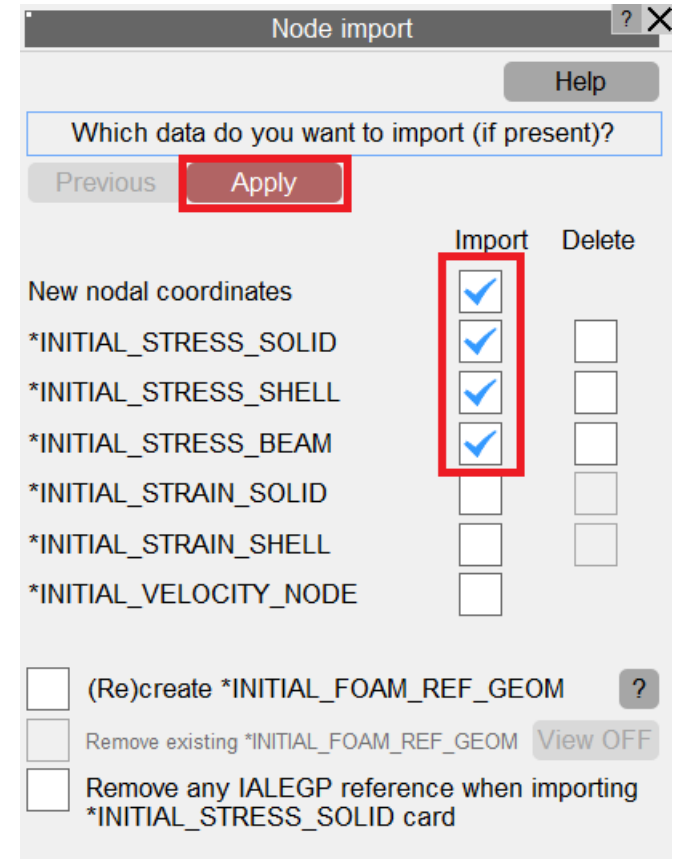 Node import ? X
Help
Which data do you want to import (if present)?
Previous Apply
Import Delete
New nodal coordinates
*INITIAL_STRESS_SOLID
*INITIAL_STRESS_SHELL
*INITIAL_STRESS_BEAM
*INITIAL_STRAIN_SOLID
*INITIAL_STRAIN_SHELL
*INITIAL_VELOCITY_NODE
(Re)create *INITIAL_FOAM_REF_GEOM ?
Remove existing *INITIAL_FOAM_REF_GEOM View OFF
Remove any IALEGP reference when importing
*INITIAL_STRESS_SOLID card